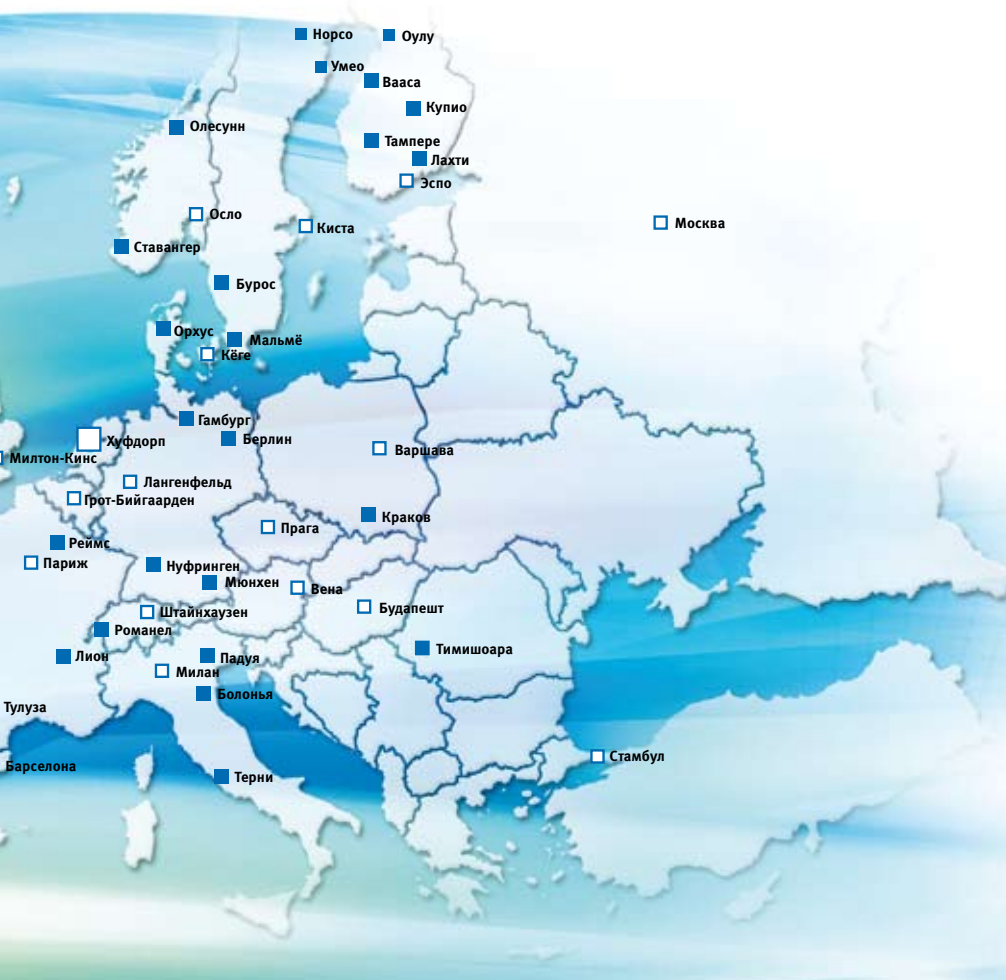 Норсо
Оулу
Умео
Вааса
Купио
Олесунн
Тампере
Лахти
Эспо
Осло
Киста
Москва
Ставангер
Бурос
Орхус
Мальмё
Кёге
Гамбург
Хуфдорп
Берлин
Варшава
Милтон-Кинс
Лангенфельд
Грот-Бийгаарден
Краков
Прага
Реймс
Париж
Нуфринген
Мюнхен
Вена
Будапешт
Штайнхаузен
Романел
Тимишоара
Лион
Падуя
Милан
Болонья
Тулуза
Стамбул
Барселона
Терни